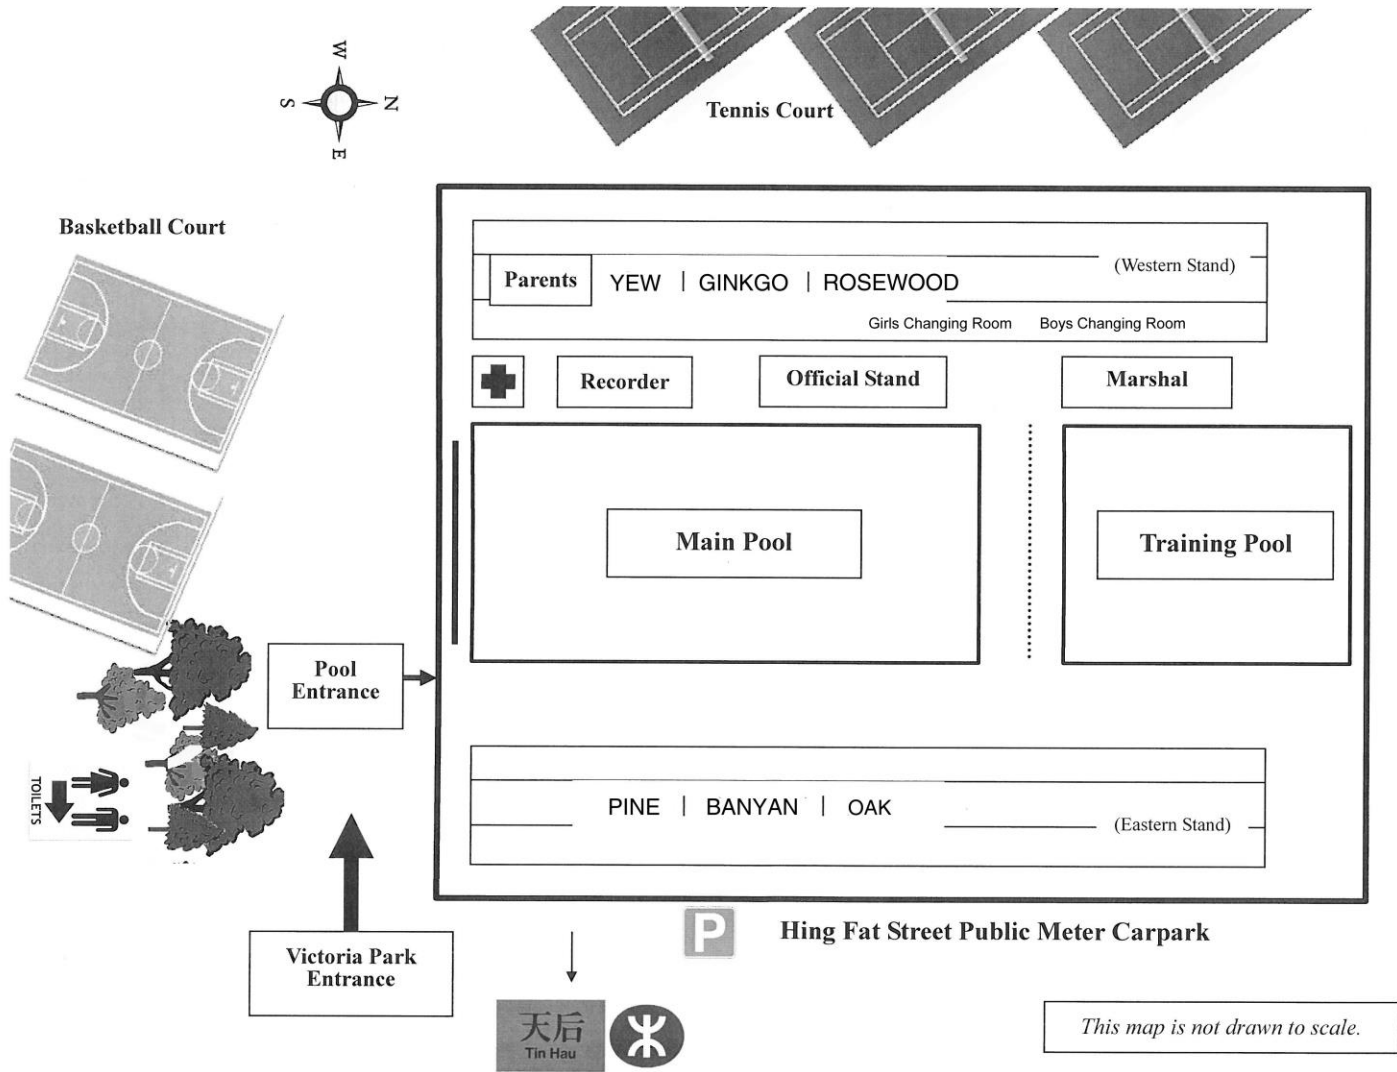 W
S
N
E
Tennis Court
Basketball Court
Parents
YEW | GINKGO | ROSEWOOD
(Western Stand)
Girls Changing Room
Boys Changing Room
Recorder
Official Stand
Marshal
Main Pool
Training Pool
Pool
Entrance
TOILETS
PINE | BANYAN | OAK
(Eastern Stand)
P
Hing Fat Street Public Meter Carpark
Victoria Park
Entrance
天后
Tin Hau
This map is not drawn to scale.